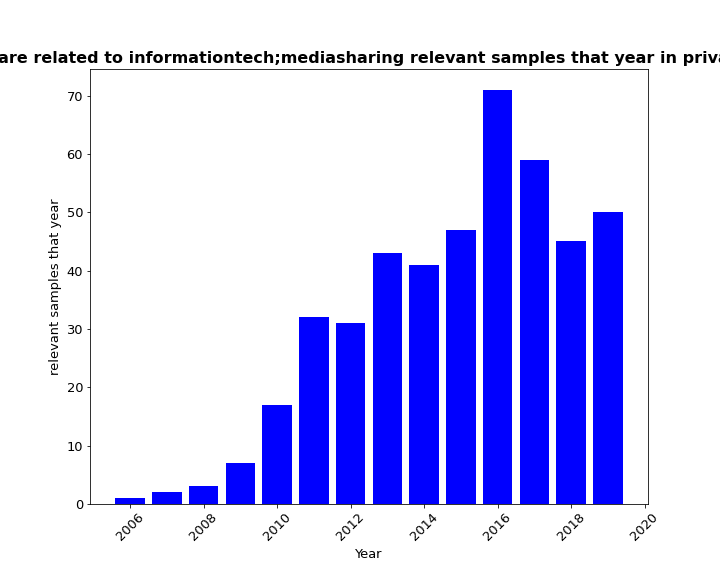 are related to informationtech;mediasharing relevant samples that year in priva
70
60
50
40
30
20
10
0
relevant samples that year
2006 2008 2010 2012 2014 2016 2018 2020
Year